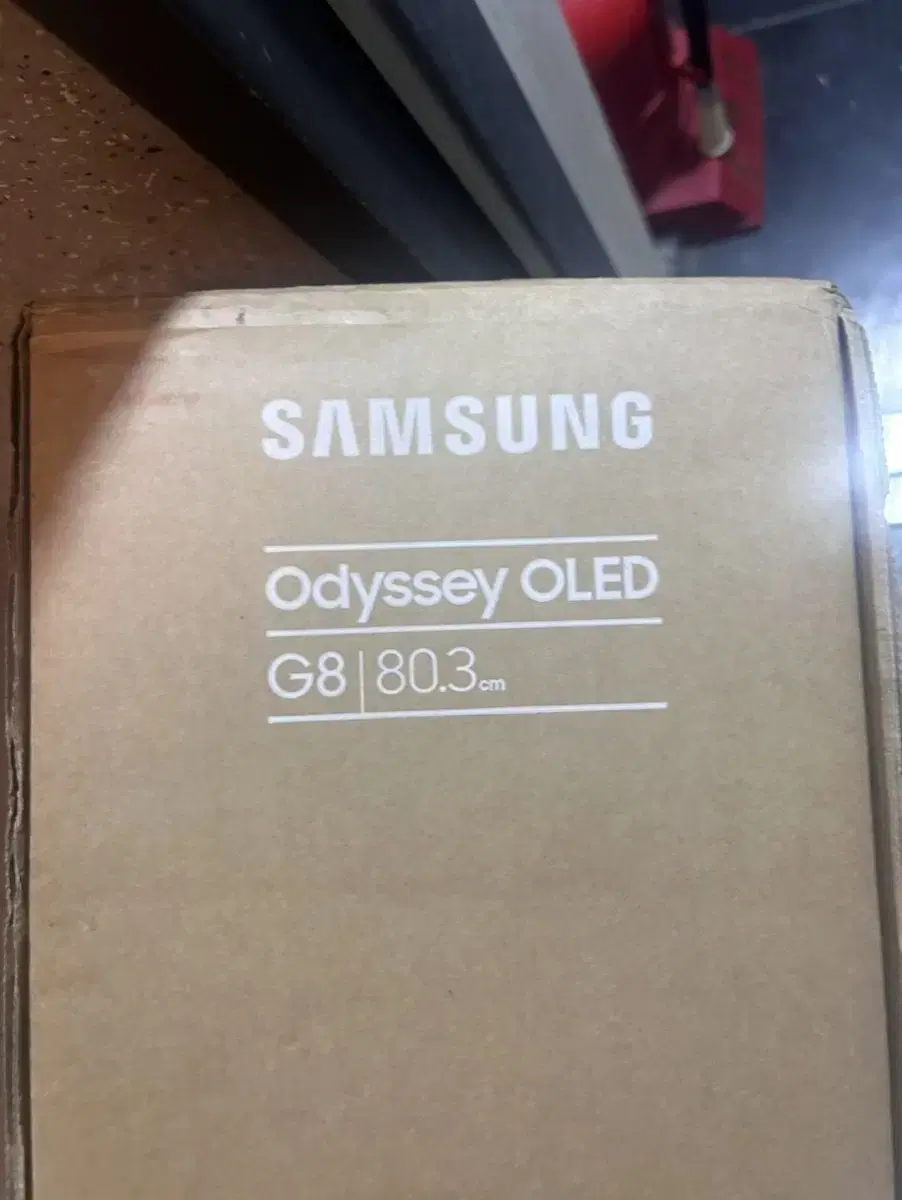 SAMSUNG
Odyssey OLED
G8|80.3cm